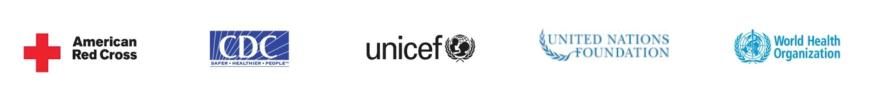 American
Red Cross
CDC
SAFER • HEALTHIER • PEOPLE™
unicef
UNITED NATIONS
FOUNDATION
World Health
Organization